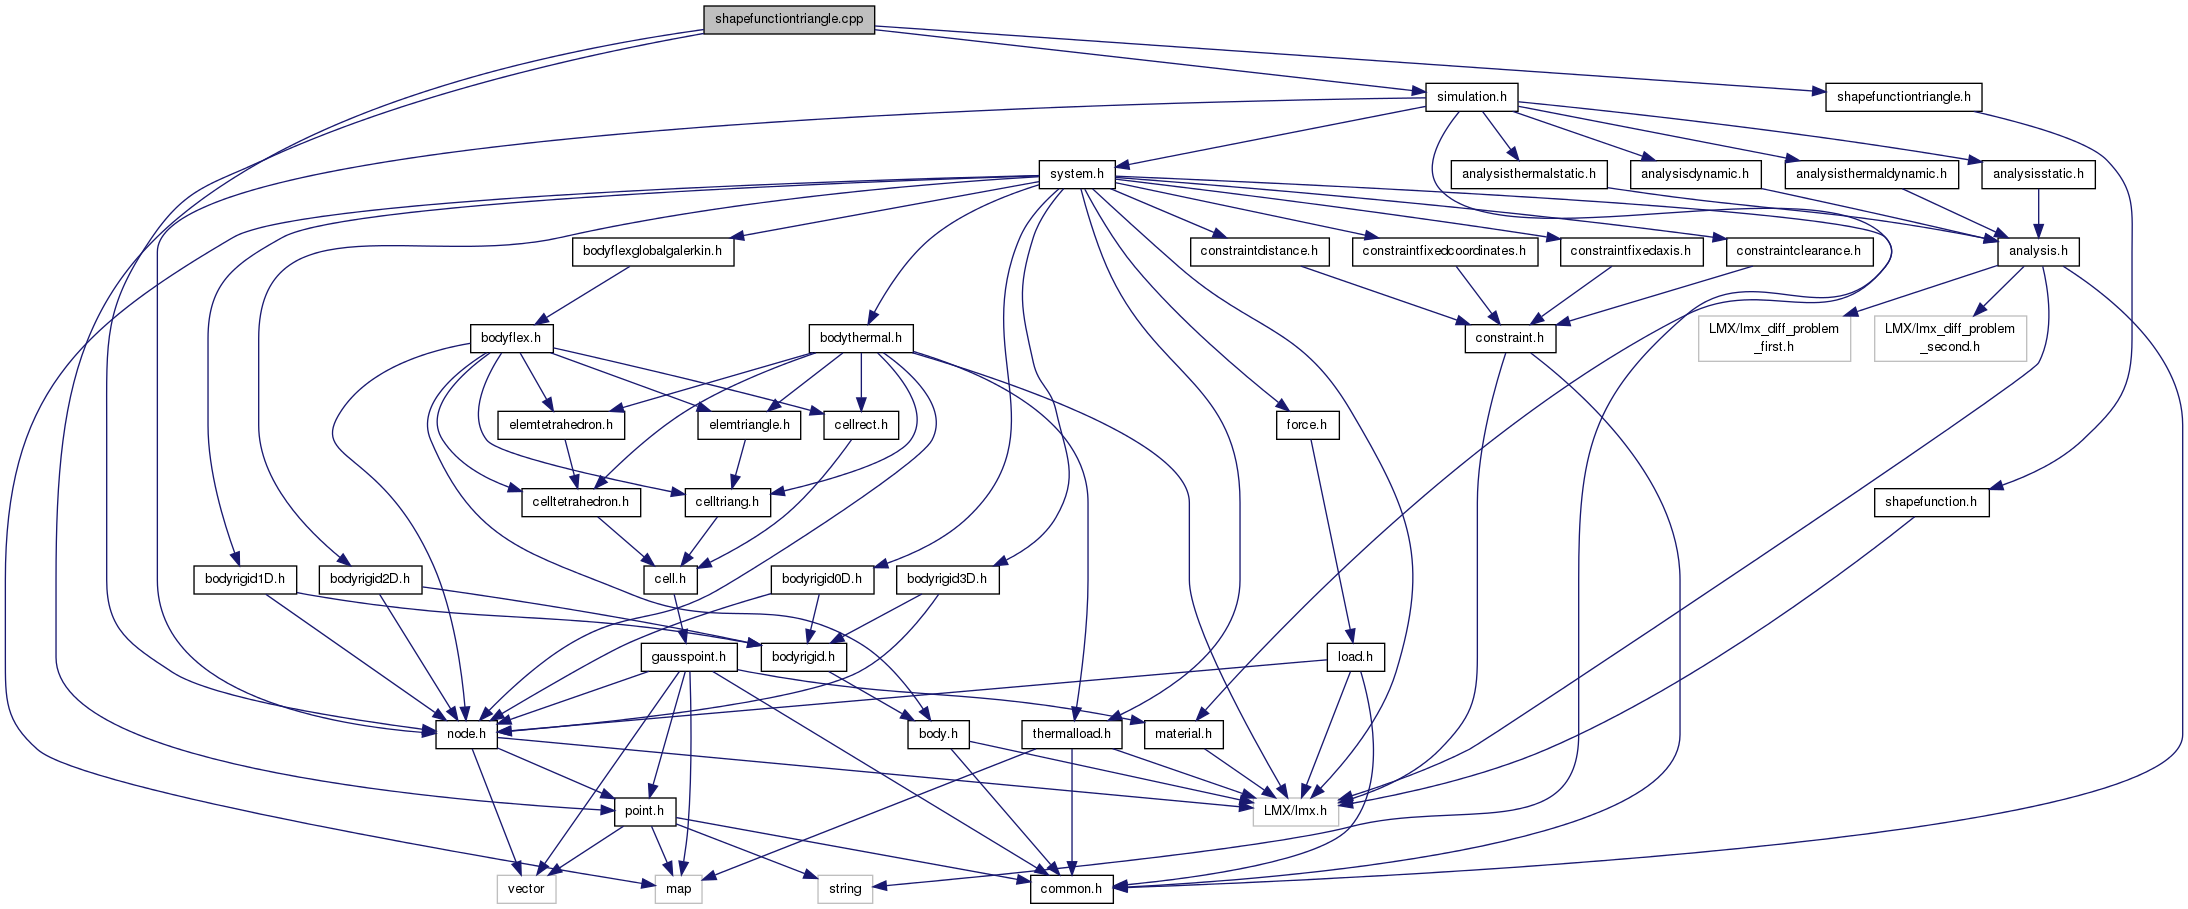 shapefunctiontriangle.cpp
simulation.h
shapefunctiontriangle.h
system.h
analysisthermalstatic.h
analysisdynamic.h
analysisthermaldynamic.h
analysisstatic.h
bodyflexglobalgalerkin.h
constraintdistance.h
constraintfixedcoordinates.h
constraintfixedaxis.h
constraintclearance.h
analysis.h
bodyflex.h
bodythermal.h
constraint.h
LMX/lmx_diff_problem
_first.h
LMX/lmx_diff_problem
_second.h
elemtetrahedron.h
elemtriangle.h
cellrect.h
force.h
celltetrahedron.h
celltriang.h
shapefunction.h
bodyrigid1D.h
bodyrigid2D.h
cell.h
bodyrigid0D.h
bodyrigid3D.h
gausspoint.h
bodyrigid.h
load.h
node.h
body.h
thermalload.h
material.h
point.h
LMX/lmx.h
vector
map
string
common.h